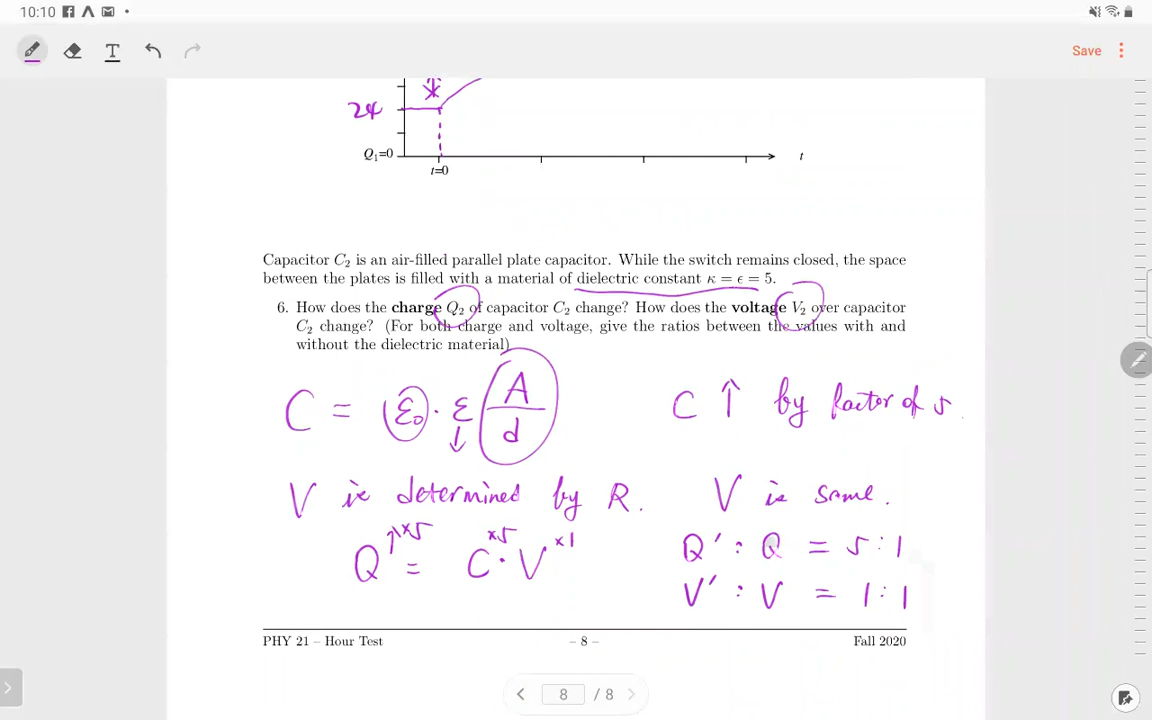 10:10
Save
24
Q₁=0
t=0
t
Capacitor C₂ is an air-filled parallel plate capacitor. While the switch remains closed, the space
between the plates is filled with a material of dielectric constant κ = ϵ = 5.
6. How does the charge Q₂ of capacitor C₂ change? How does the voltage V₂ over capacitor
C₂ change? (For both charge and voltage, give the ratios between the values with and
without the dielectric material)
C = ε₀ · ε A/d
C ↑ by factor of 5.
V is determined by R.
V is same.
Q ↑×5 = C ×5 · V ×1
Q' : Q = 5 : 1
V' : V = 1 : 1
PHY 21 – Hour Test – 8 – Fall 2020
8 / 8